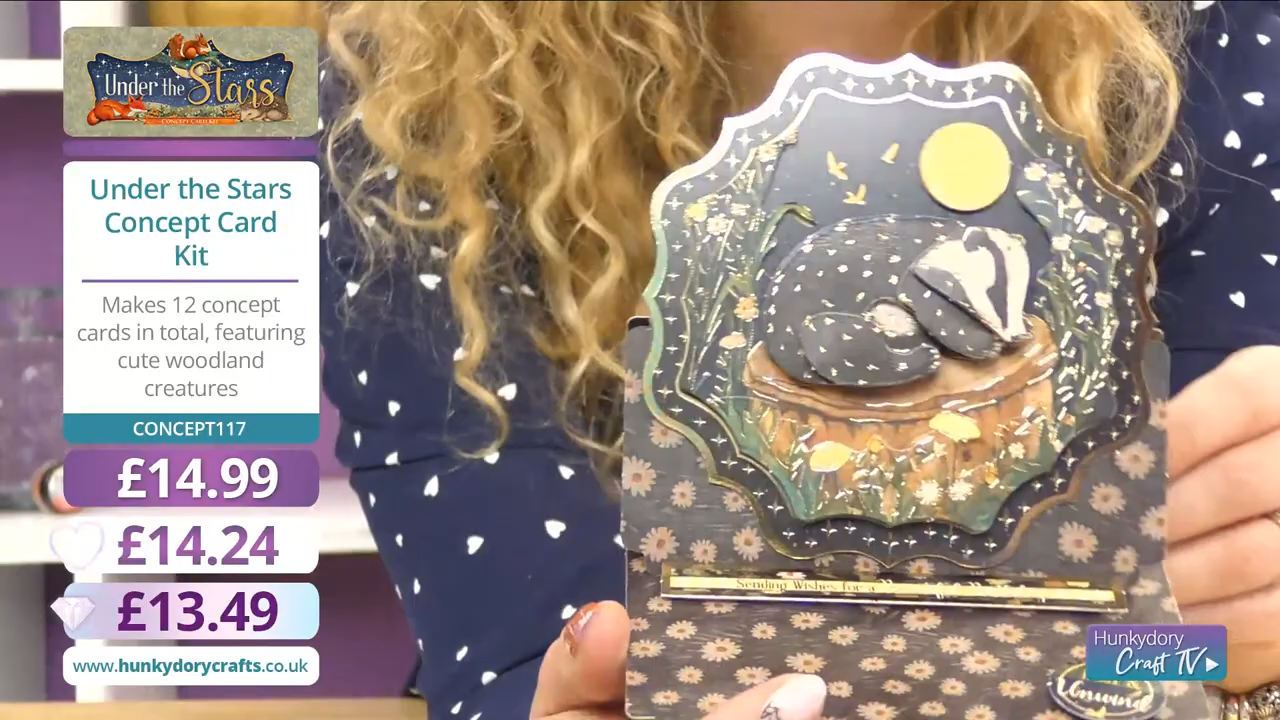 Under the Stars
CONCEPT CARD KIT
Under the Stars
Concept Card
Kit
Makes 12 concept
cards in total, featuring
cute woodland
creatures
CONCEPT117
£14.99
£14.24
£13.49
www.hunkydorycrafts.co.uk
Sending Wishes for a
Unwind
Hunkydory
Craft TV